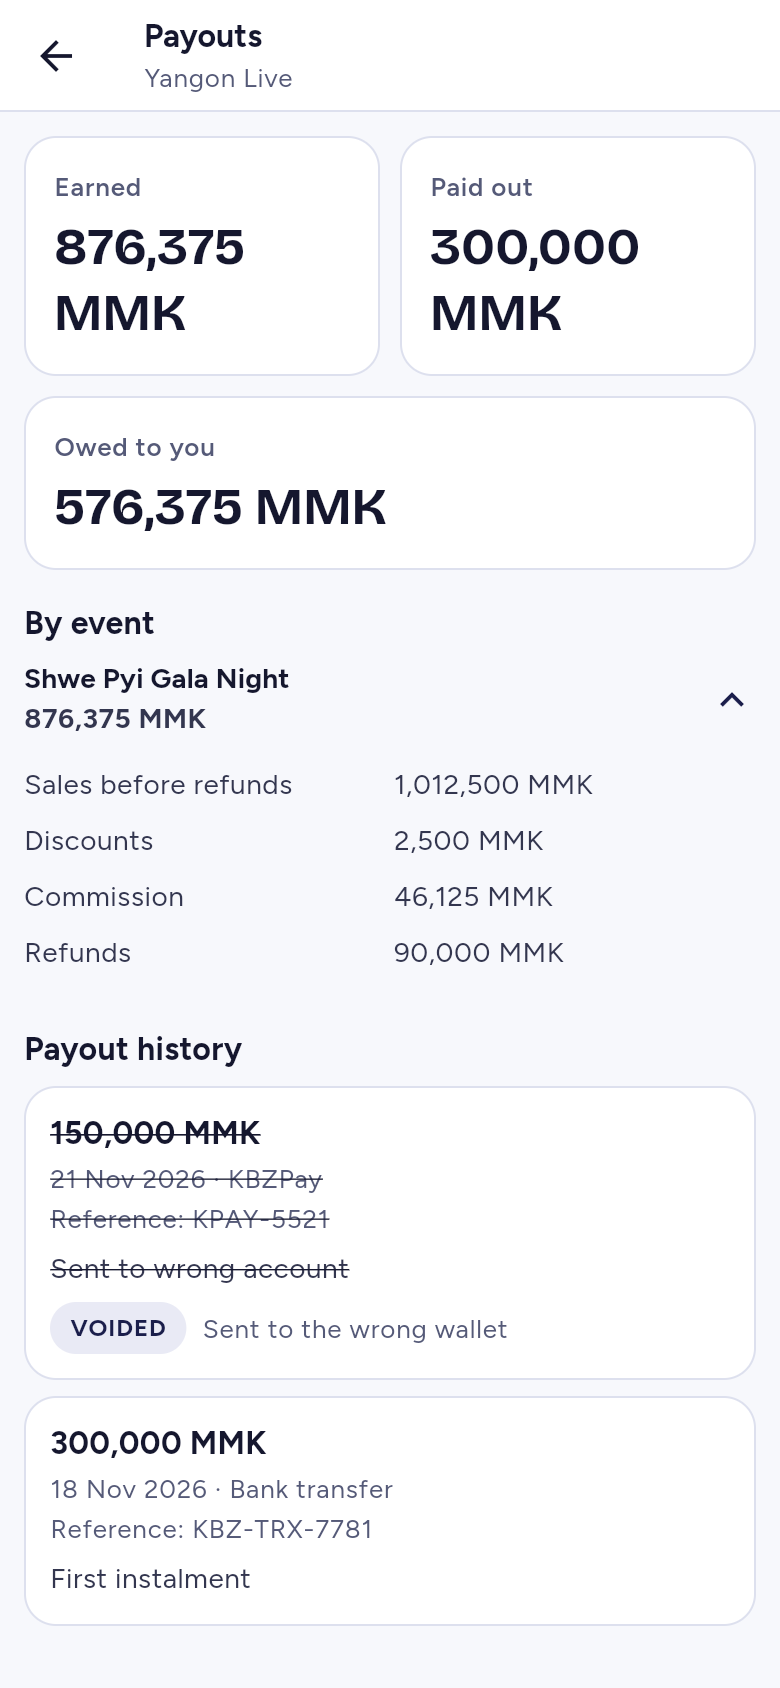 Payouts
Yangon Live
Earned
876,375
MMK
Paid out
300,000
MMK
Owed to you
576,375 MMK
By event
Shwe Pyi Gala Night
876,375 MMK
Sales before refunds 1,012,500 MMK
Discounts 2,500 MMK
Commission 46,125 MMK
Refunds 90,000 MMK
Payout history
150,000 MMK
21 Nov 2026 · KBZPay
Reference: KPAY-5521
Sent to wrong account
VOIDED Sent to the wrong wallet
300,000 MMK
18 Nov 2026 · Bank transfer
Reference: KBZ-TRX-7781
First instalment